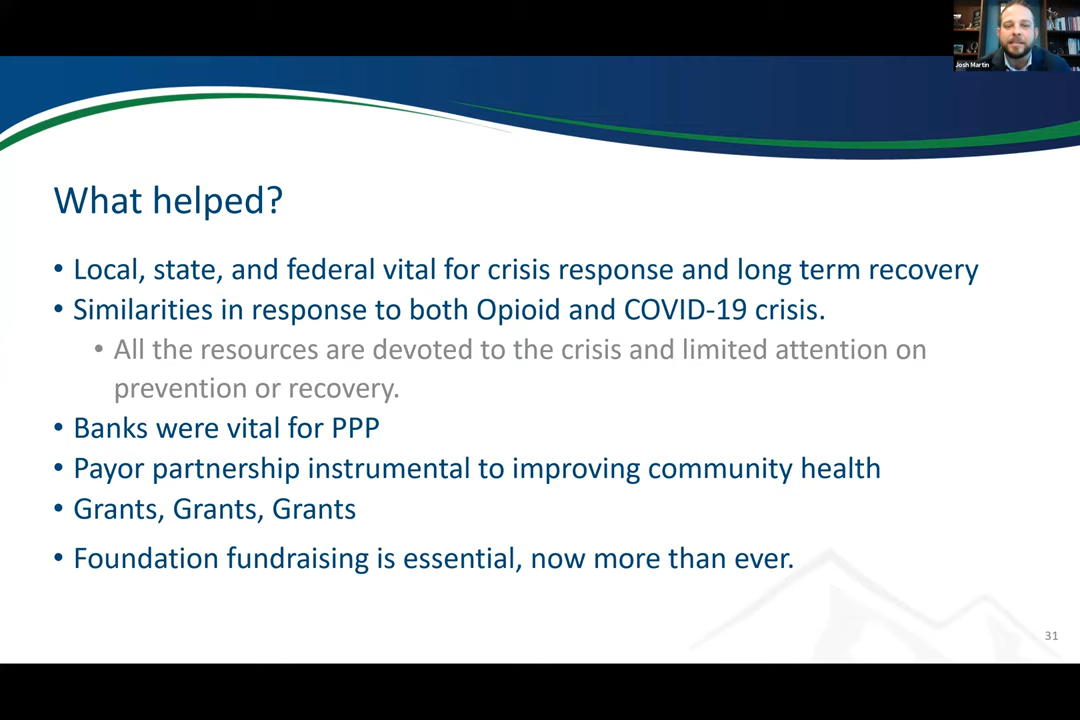 Josh Martin
What helped?
• Local, state, and federal vital for crisis response and long term recovery
• Similarities in response to both Opioid and COVID-19 crisis.
• All the resources are devoted to the crisis and limited attention on
prevention or recovery.
• Banks were vital for PPP
• Payor partnership instrumental to improving community health
• Grants, Grants, Grants
• Foundation fundraising is essential, now more than ever.
31